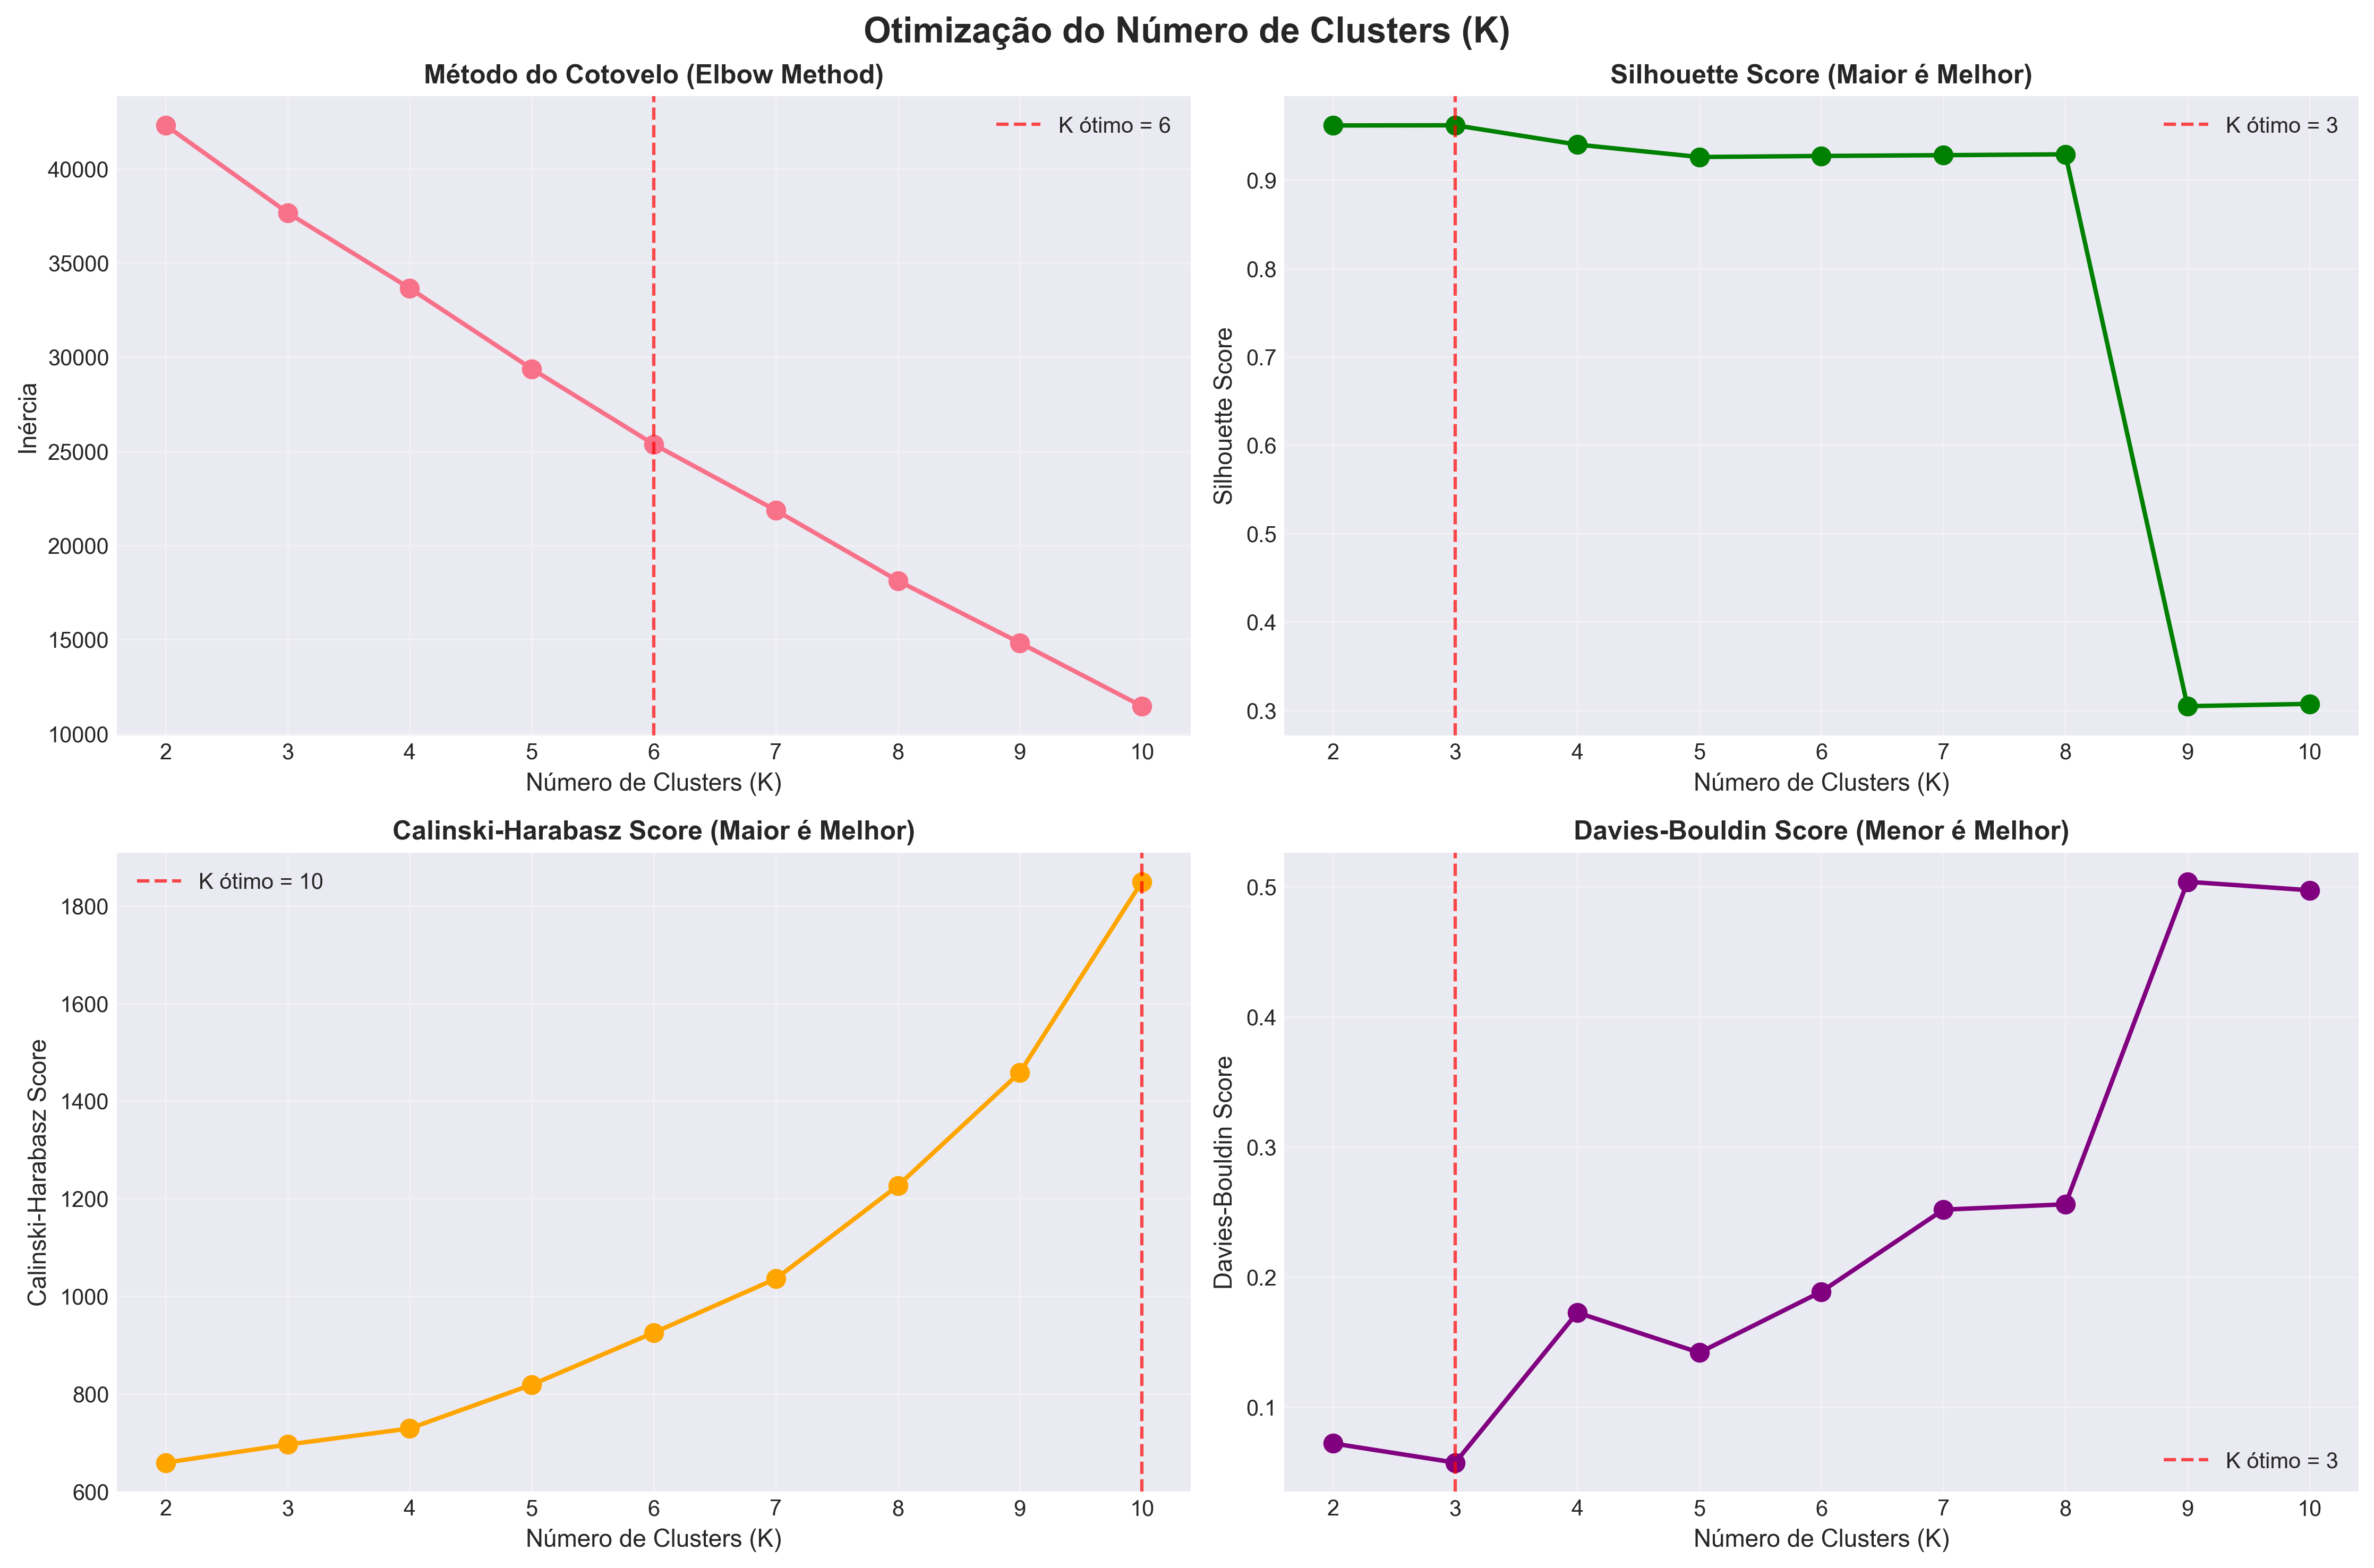 Otimização do Número de Clusters (K)
Método do Cotovelo (Elbow Method)
K ótimo = 6
Inércia
40000
35000
30000
25000
20000
15000
10000
2 3 4 5 6 7 8 9 10
Número de Clusters (K)
Silhouette Score (Maior é Melhor)
K ótimo = 3
Silhouette Score
0.9
0.8
0.7
0.6
0.5
0.4
0.3
2 3 4 5 6 7 8 9 10
Número de Clusters (K)
Calinski-Harabasz Score (Maior é Melhor)
K ótimo = 10
Calinski-Harabasz Score
1800
1600
1400
1200
1000
800
600
2 3 4 5 6 7 8 9 10
Número de Clusters (K)
Davies-Bouldin Score (Menor é Melhor)
Davies-Bouldin Score
0.5
0.4
0.3
0.2
0.1
K ótimo = 3
2 3 4 5 6 7 8 9 10
Número de Clusters (K)